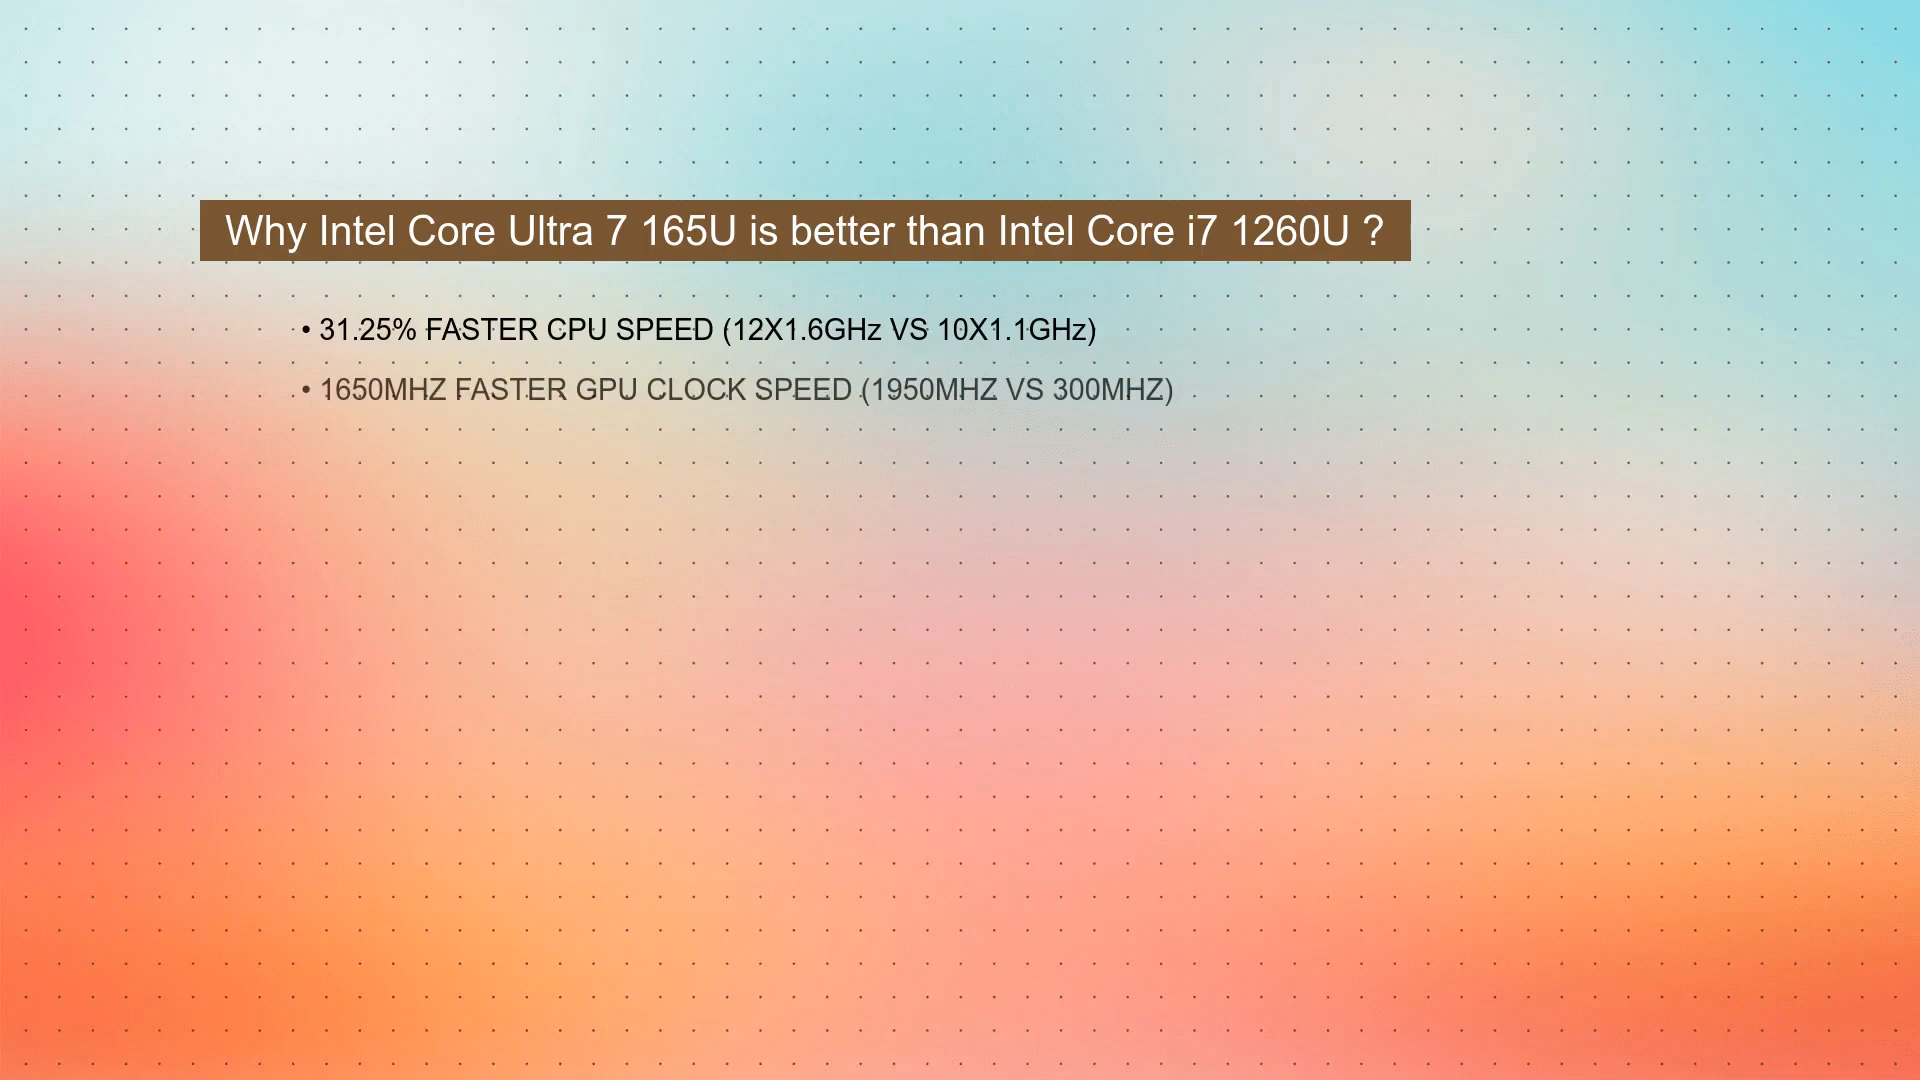 Why Intel Core Ultra 7 165U is better than Intel Core i7 1260U ?
• 31.25% FASTER CPU SPEED (12X1.6GHz VS 10X1.1GHz)
• 1650MHZ FASTER GPU CLOCK SPEED (1950MHZ VS 300MHZ)